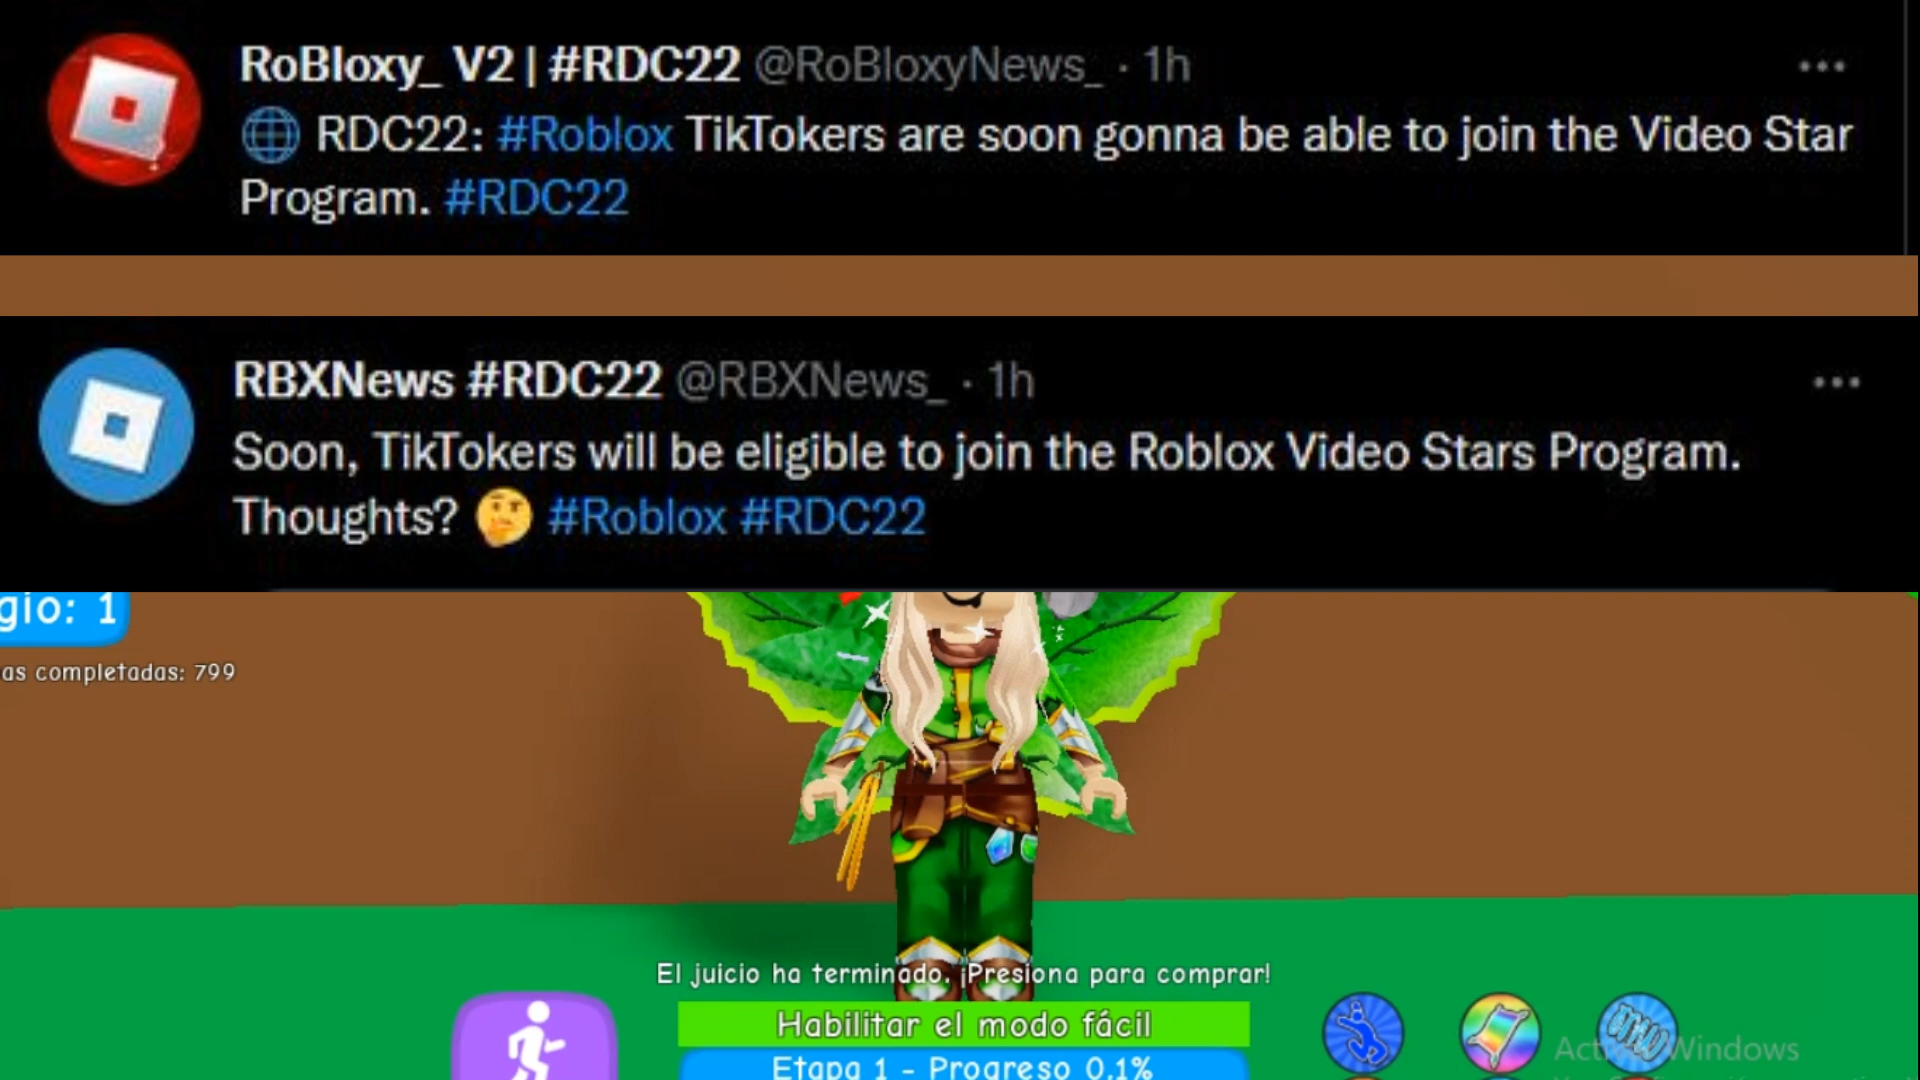 RoBloxy_ V2 | #RDC22 @RoBloxyNews_ · 1h
RDC22: #Roblox TikTokers are soon gonna be able to join the Video Star
Program. #RDC22
RBXNews #RDC22 @RBXNews_ · 1h
Soon, TikTokers will be eligible to join the Roblox Video Stars Program.
Thoughts? 🤔 #Roblox #RDC22
gio: 1
as completadas: 799
El juicio ha terminado. ¡Presiona para comprar!
Habilitar el modo fácil
Etapa 1 - Progreso 0,1%
Windows